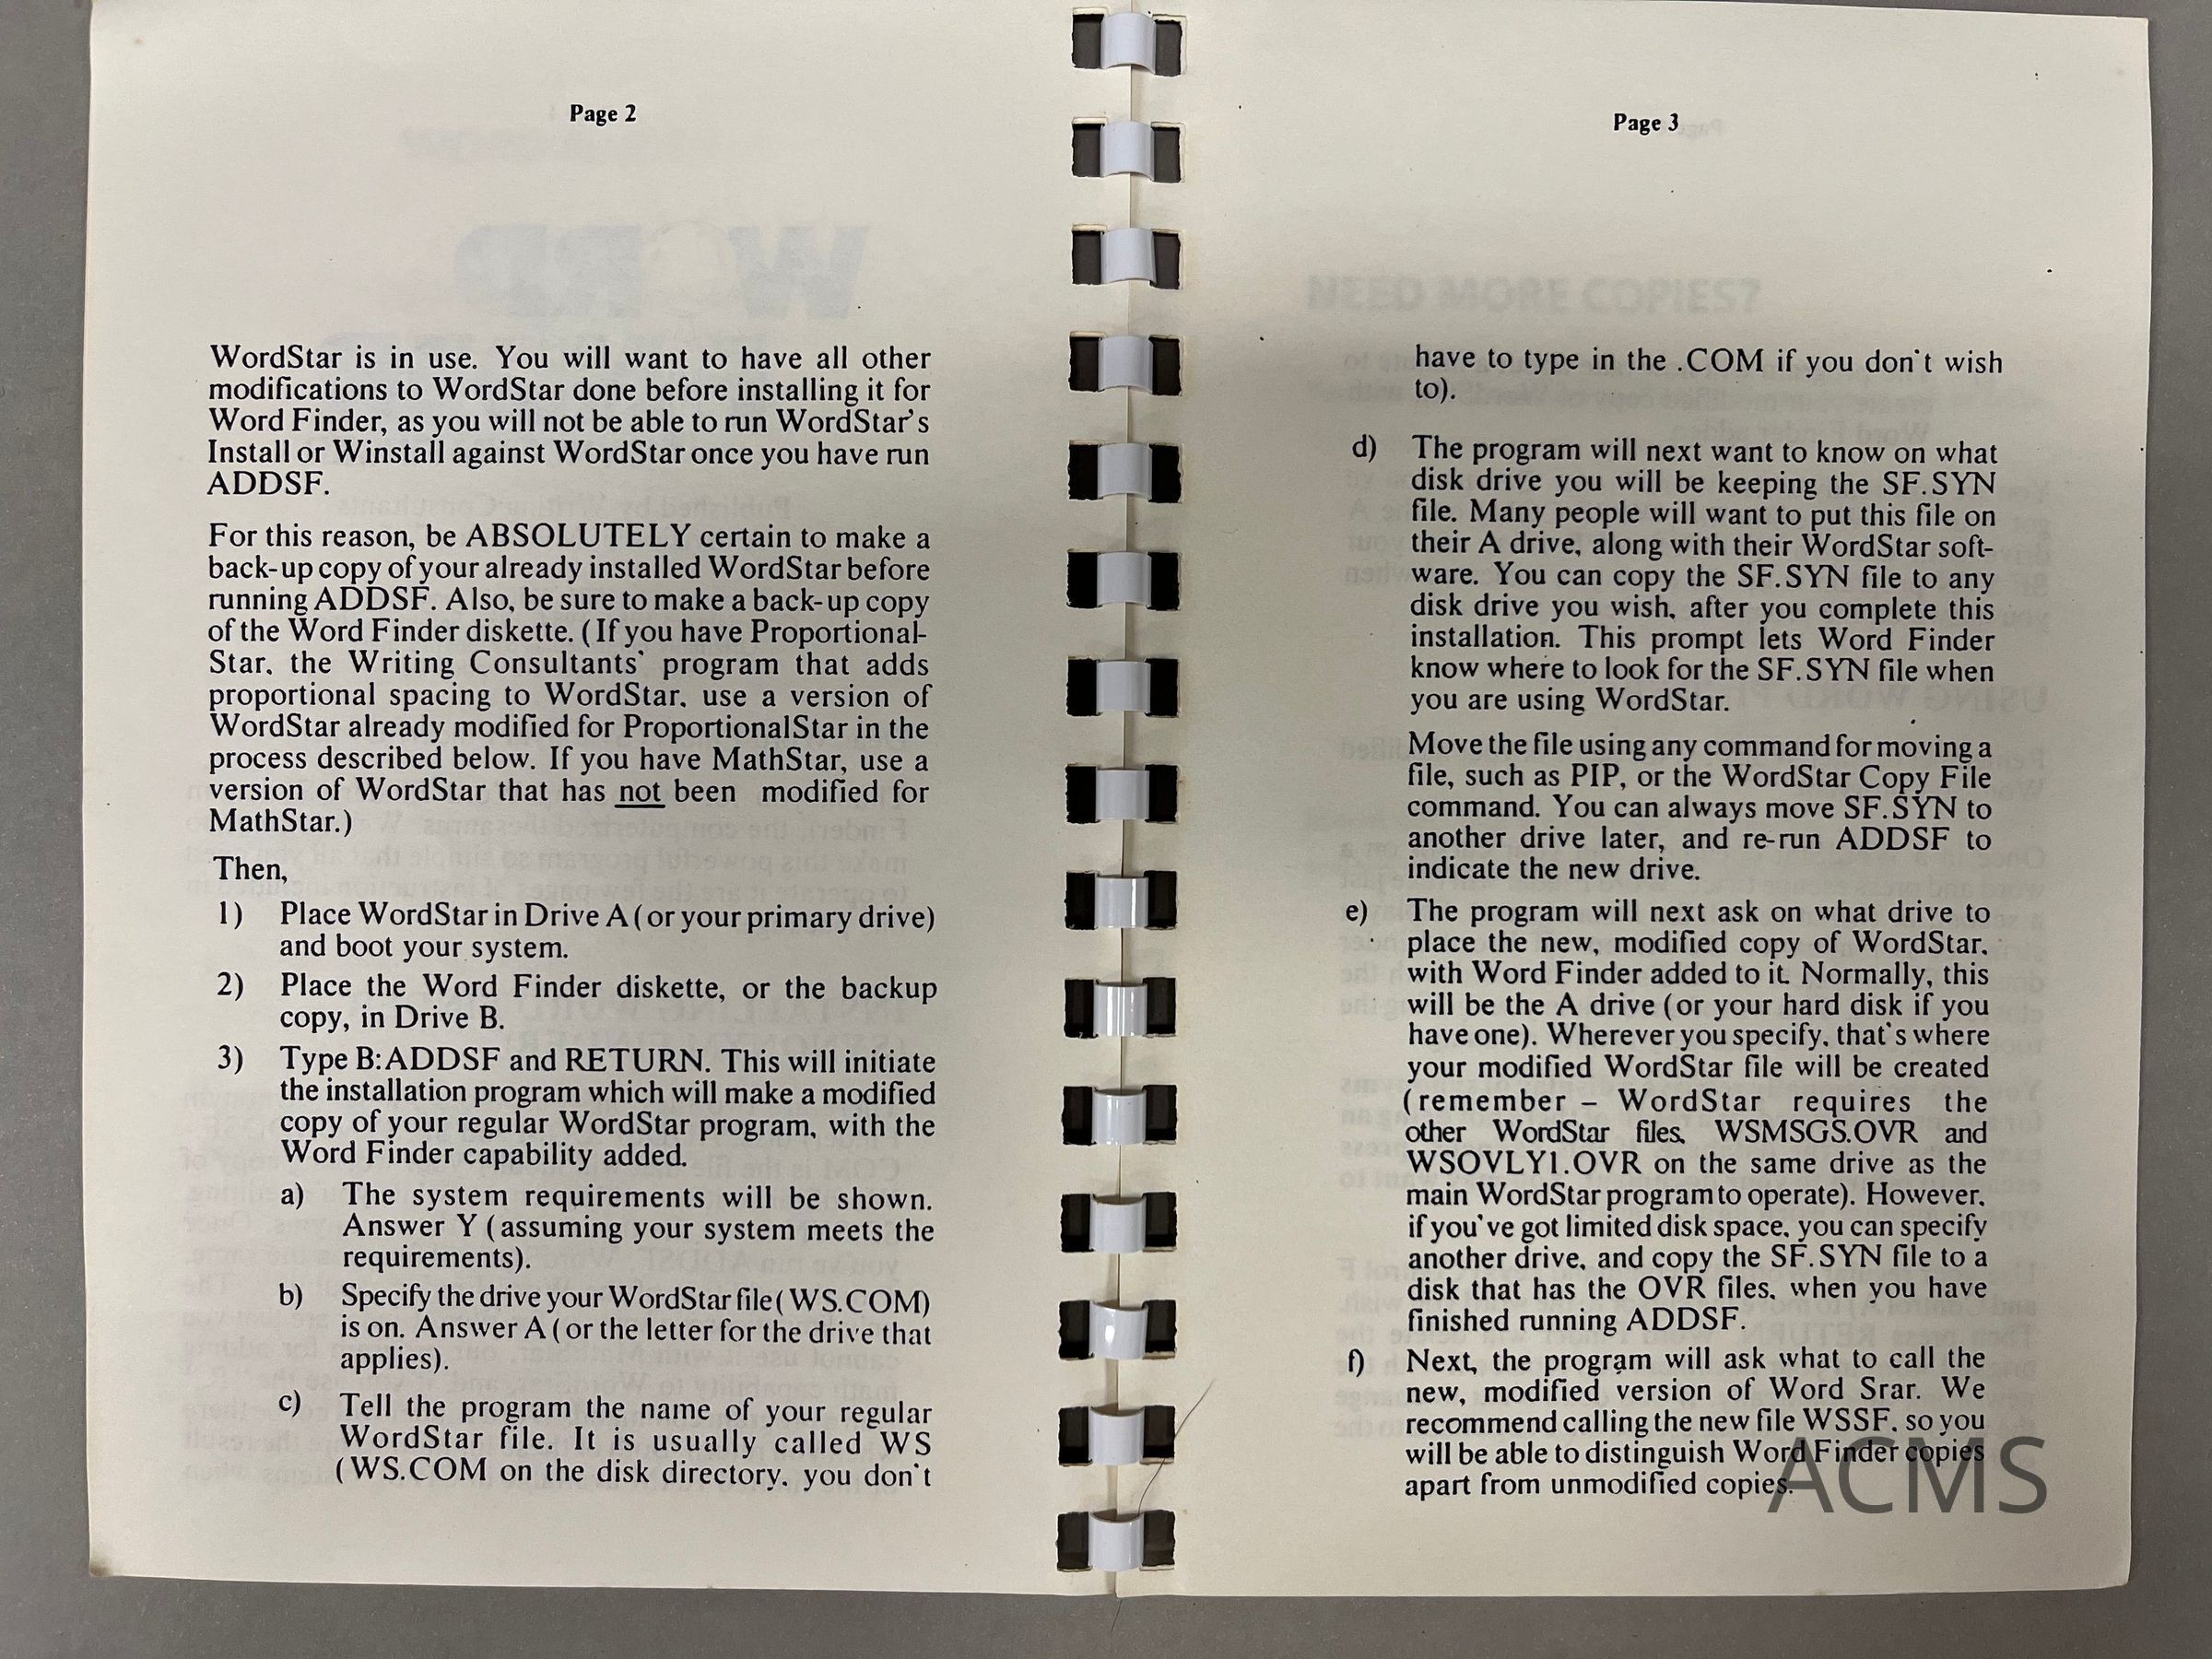 Page 2
WordStar is in use. You will want to have all other
modifications to WordStar done before installing it for
Word Finder, as you will not be able to run WordStar's
Install or Winstall against WordStar once you have run
ADDSF.
For this reason, be ABSOLUTELY certain to make a
back-up copy of your already installed WordStar before
running ADDSF. Also, be sure to make a back-up copy
of the Word Finder diskette. (If you have Proportional-
Star, the Writing Consultants' program that adds
proportional spacing to WordStar, use a version of
WordStar already modified for ProportionalStar in the
process described below. If you have MathStar, use a
version of WordStar that has not been modified for
MathStar.)
Then,
1) Place WordStar in Drive A (or your primary drive)
and boot your system.
2) Place the Word Finder diskette, or the backup
copy, in Drive B.
3) Type B:ADDSF and RETURN. This will initiate
the installation program which will make a modified
copy of your regular WordStar program, with the
Word Finder capability added.
a) The system requirements will be shown.
Answer Y (assuming your system meets the
requirements).
b) Specify the drive your WordStar file (WS.COM)
is on. Answer A (or the letter for the drive that
applies).
c) Tell the program the name of your regular
WordStar file. It is usually called WS
(WS.COM on the disk directory, you don't
Page 3
NEED MORE COPIES?
have to type in the .COM if you don't wish
to).
d) The program will next want to know on what
disk drive you will be keeping the SF.SYN
file. Many people will want to put this file on
their A drive, along with their WordStar soft-
ware. You can copy the SF.SYN file to any
disk drive you wish, after you complete this
installation. This prompt lets Word Finder
know where to look for the SF.SYN file when
you are using WordStar.
Move the file using any command for moving a
file, such as PIP, or the WordStar Copy File
command. You can always move SF.SYN to
another drive later, and re-run ADDSF to
indicate the new drive.
e) The program will next ask on what drive to
place the new, modified copy of WordStar,
with Word Finder added to it. Normally, this
will be the A drive (or your hard disk if you
have one). Wherever you specify, that's where
your modified WordStar file will be created
(remember – WordStar requires the
other WordStar files, WSMSGS.OVR and
WSOVLY1.OVR on the same drive as the
main WordStar program to operate). However,
if you've got limited disk space, you can specify
another drive, and copy the SF.SYN file to a
disk that has the OVR files, when you have
finished running ADDSF.
f) Next, the program will ask what to call the
new, modified version of Word Srar. We
recommend calling the new file WSSF, so you
will be able to distinguish Word Finder copies
apart from unmodified copies.
ACMS